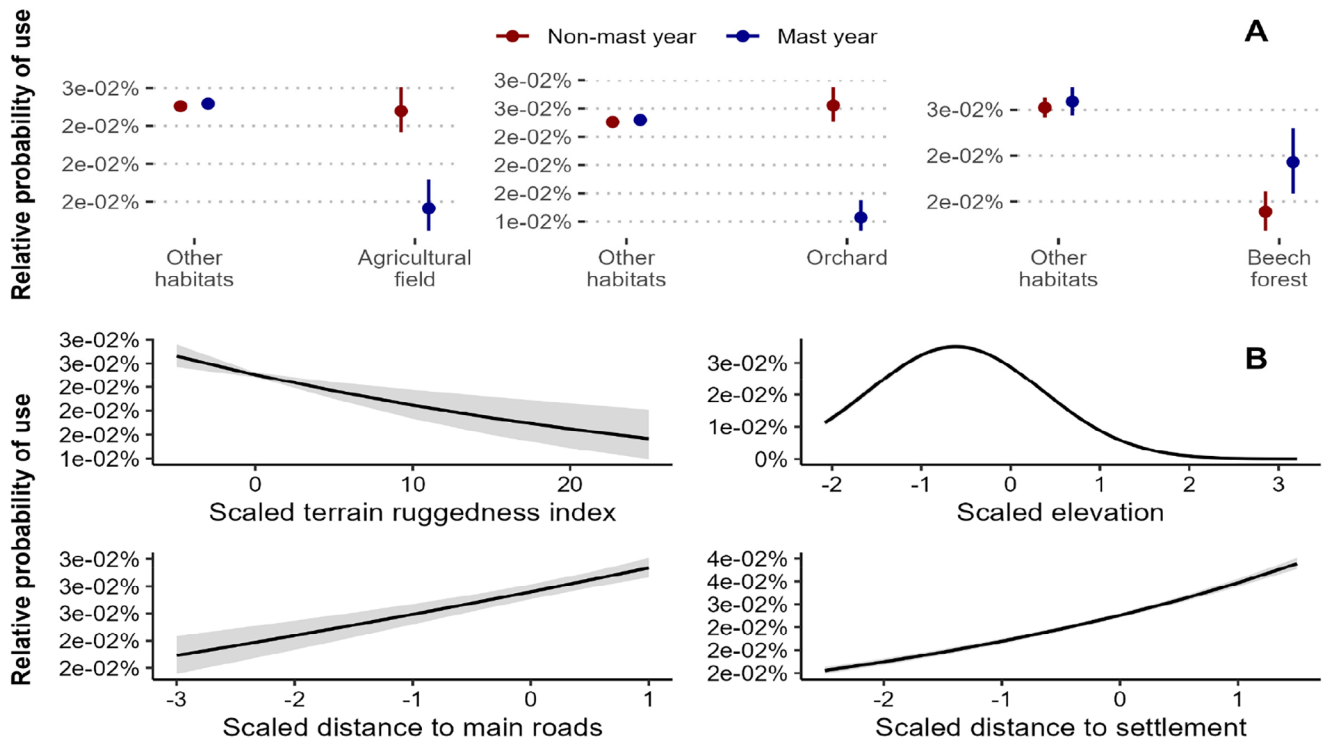 Non-mast year Mast year
A
Relative probability of use
3e-02%
2e-02%
2e-02%
2e-02%
Other habitats
Agricultural field
3e-02%
3e-02%
2e-02%
2e-02%
2e-02%
1e-02%
Other habitats
Orchard
3e-02%
2e-02%
2e-02%
Other habitats
Beech forest
B
Relative probability of use
3e-02%
3e-02%
2e-02%
2e-02%
2e-02%
1e-02%
0 10 20
Scaled terrain ruggedness index
3e-02%
2e-02%
1e-02%
0%
-2 -1 0 1 2 3
Scaled elevation
Relative probability of use
3e-02%
3e-02%
3e-02%
2e-02%
2e-02%
-3 -2 -1 0 1
Scaled distance to main roads
4e-02%
4e-02%
3e-02%
2e-02%
2e-02%
2e-02%
-2 -1 0 1
Scaled distance to settlement